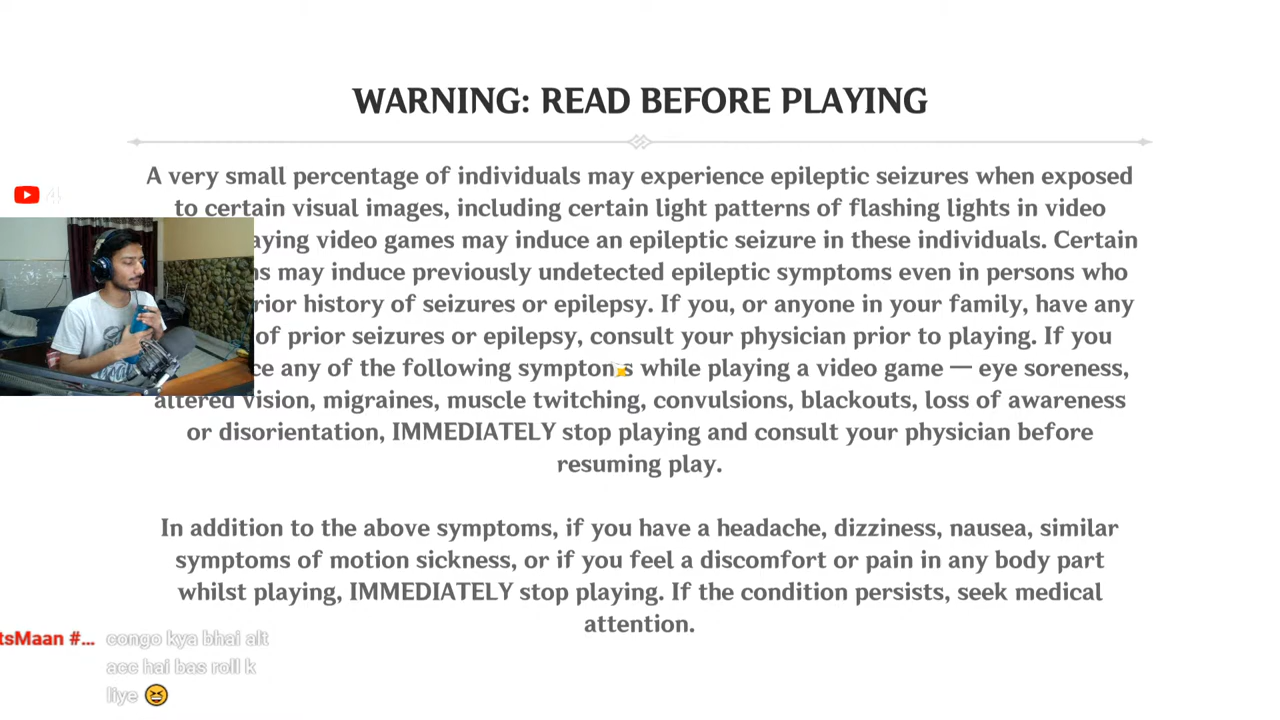 WARNING: READ BEFORE PLAYING
A very small percentage of individuals may experience epileptic seizures when exposed
to certain visual images, including certain light patterns of flashing lights in video
aying video games may induce an epileptic seizure in these individuals. Certain
ns may induce previously undetected epileptic symptoms even in persons who
rior history of seizures or epilepsy. If you, or anyone in your family, have any
of prior seizures or epilepsy, consult your physician prior to playing. If you
ce any of the following symptoms while playing a video game — eye soreness,
altered vision, migraines, muscle twitching, convulsions, blackouts, loss of awareness
or disorientation, IMMEDIATELY stop playing and consult your physician before
resuming play.
In addition to the above symptoms, if you have a headache, dizziness, nausea, similar
symptoms of motion sickness, or if you feel a discomfort or pain in any body part
whilst playing, IMMEDIATELY stop playing. If the condition persists, seek medical
attention.
4
tsMaan #... congo kya bhai alt
acc hai bas roll k
liye 😆